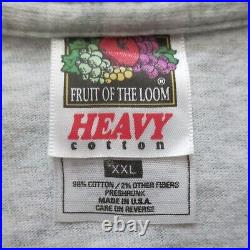 ®
FRUIT OF THE LOOM
HEAVY
cotton
XXL
98% COTTON / 2% OTHER FIBERS
PRESHRUNK
MADE IN U.S.A.
CARE ON REVERSE